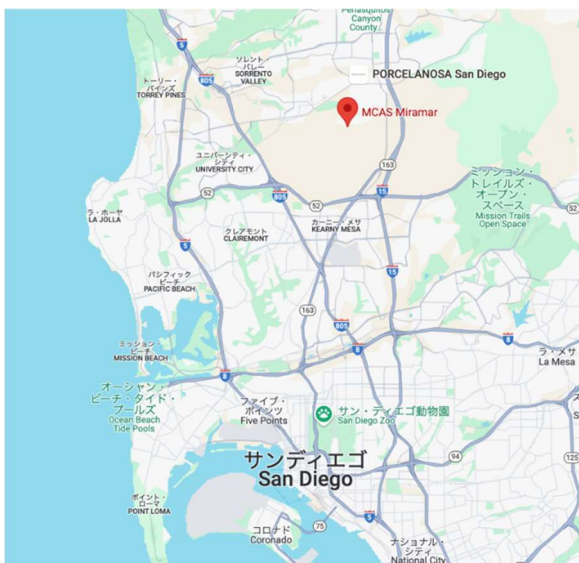 Penasquitos
Canyon
County...
5
ソレント・
バレー
SORRENTO
VALLEY
PORCELANOSA San Diego
805
トーリー・
パインズ
TORREY PINES
MCAS Miramar
ユニバーシティ・
シティ
UNIVERSITY CITY
163
ミッション・
トレイルズ・
オープン・
スペース
Mission Trails
Open Space
52
805
15
52
52
ラ・ホーヤ
LA JOLLA
クレアモント
CLAIREMONT
カーニー・メサ
KEARNY MESA
5
15
パシフィック
ビーチ
PACIFIC BEACH
163
805
8
8
ミッション・
ビーチ
MISSION BEACH
ラ・メサ
La Mesa
8
オーシャン・
ビーチ・タイド・
プールズ
Ocean Beach
Tide Pools
ファイブ・
ポインツ
Five Points
サン・ディエゴ動物園
San Diego Zoo
ス
S
サンディエゴ
San Diego
94
125
ポイント・
ローマ
POINT LOMA
コロナド
Coronado
75
5
ナショナル・
シティ
National City